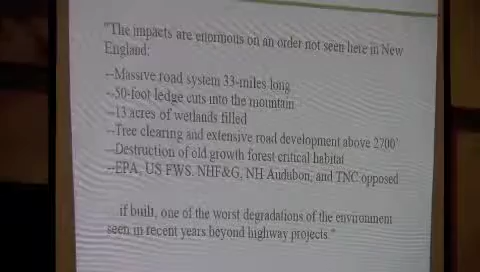 "The impacts are enormous on an order not seen here in New
England:
--Massive road system 33-miles long
--50-foot ledge cuts into the mountain
--13 acres of wetlands filled
--Tree clearing and extensive road development above 2700'
--Destruction of old growth forest critical habitat
--EPA, US FWS, NHF&G, NH Audubon, and TNC opposed
...if built, one of the worst degradations of the environment
seen in recent years beyond highway projects."